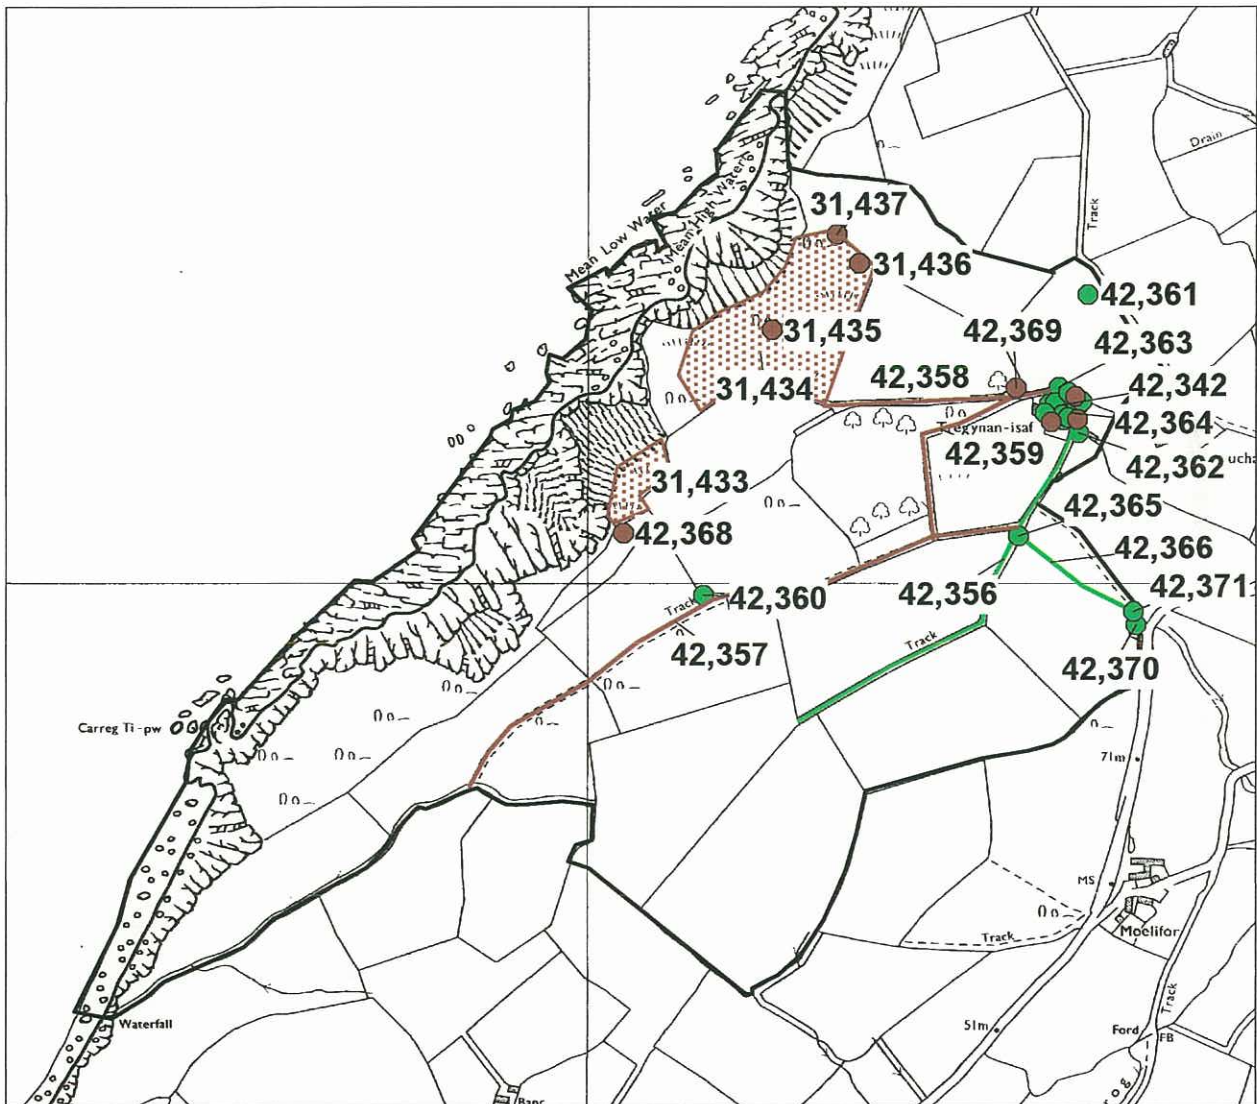 Drain
Track
Mean Low Water
Mean High Water
31,437
31,436
42,361
31,435
42,369
42,363
31,434
42,358
42,342
42,364
Tregynan-isaf
42,359
42,362
31,433
42,365
42,368
42,366
42,360
42,356
42,371
Track
42,357
Track
42,370
Carreg Ti-pw
71m
MS
Moelifor
Track
Track
Waterfall
51m
Ford
FB
Banc